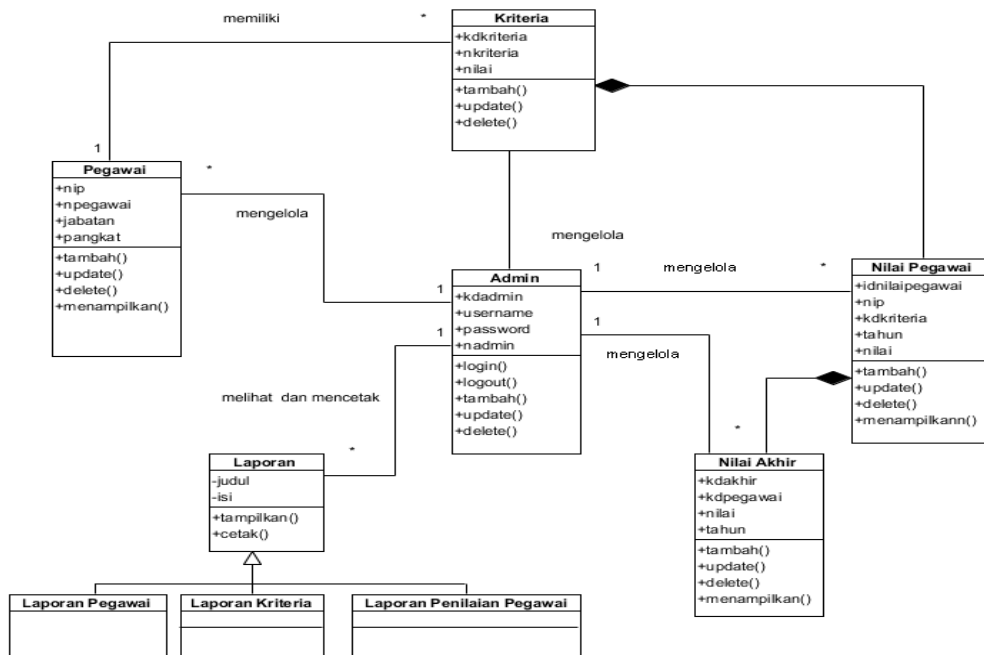 memiliki
*
1
Kriteria
+kdkriteria
+nkriteria
+nilai
+tambah()
+update()
+delete()
Pegawai
+nip
+npegawai
+jabatan
+pangkat
+tambah()
+update()
+delete()
+menampilkan()
*
mengelola
1
mengelola
Admin
+kdadmin
+username
+password
+nadmin
+login()
+logout()
+tambah()
+update()
+delete()
1
mengelola
*
Nilai Pegawai
+idnilaipegawai
+nip
+kdkriteria
+tahun
+nilai
+tambah()
+update()
+delete()
+menampilkann()
1
mengelola
*
1
melihat dan mencetak
*
Laporan
-judul
-isi
+tampilkan()
+cetak()
Nilai Akhir
+kdakhir
+kdpegawai
+nilai
+tahun
+tambah()
+update()
+delete()
+menampilkan()
Laporan Pegawai
Laporan Kriteria
Laporan Penilaian Pegawai